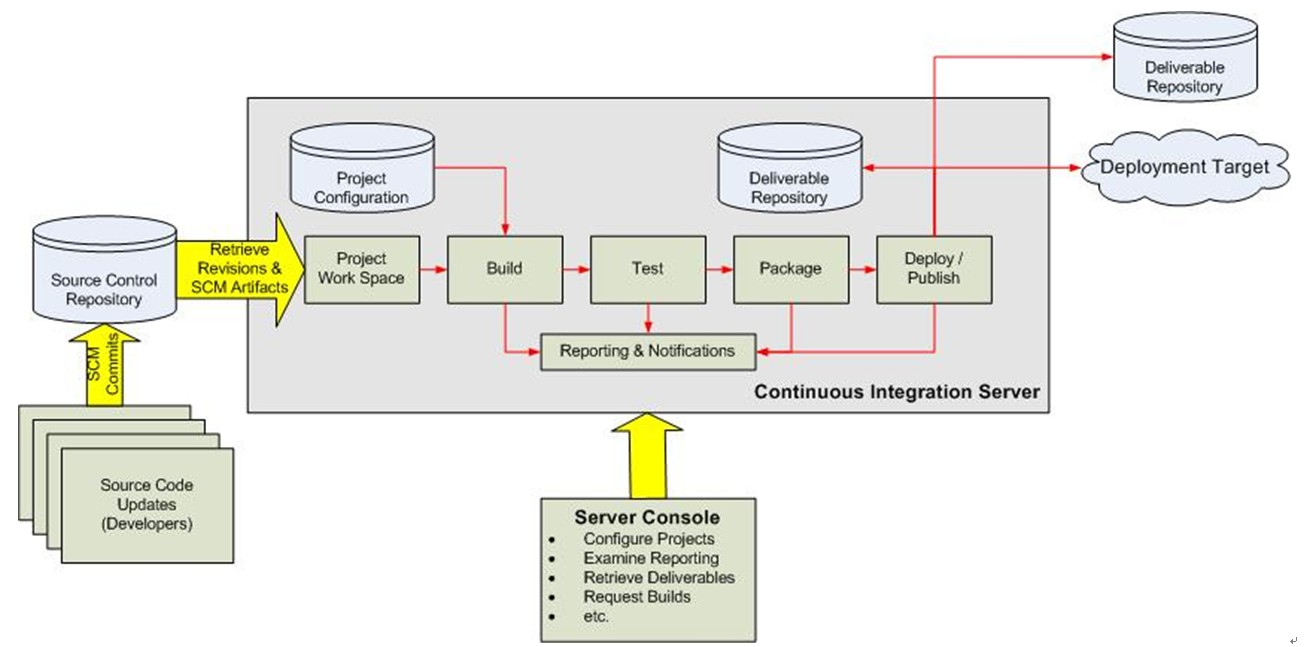 Deliverable
Repository
Deployment Target
Project
Configuration
Deliverable
Repository
Source Control
Repository
Retrieve
Revisions &
SCM Artifacts
Project
Work Space
Build
Test
Package
Deploy /
Publish
Reporting & Notifications
Continuous Integration Server
SCM
Commits
Source Code
Updates
(Developers)
Server Console
• Configure Projects
• Examine Reporting
• Retrieve Deliverables
• Request Builds
• etc.
↵